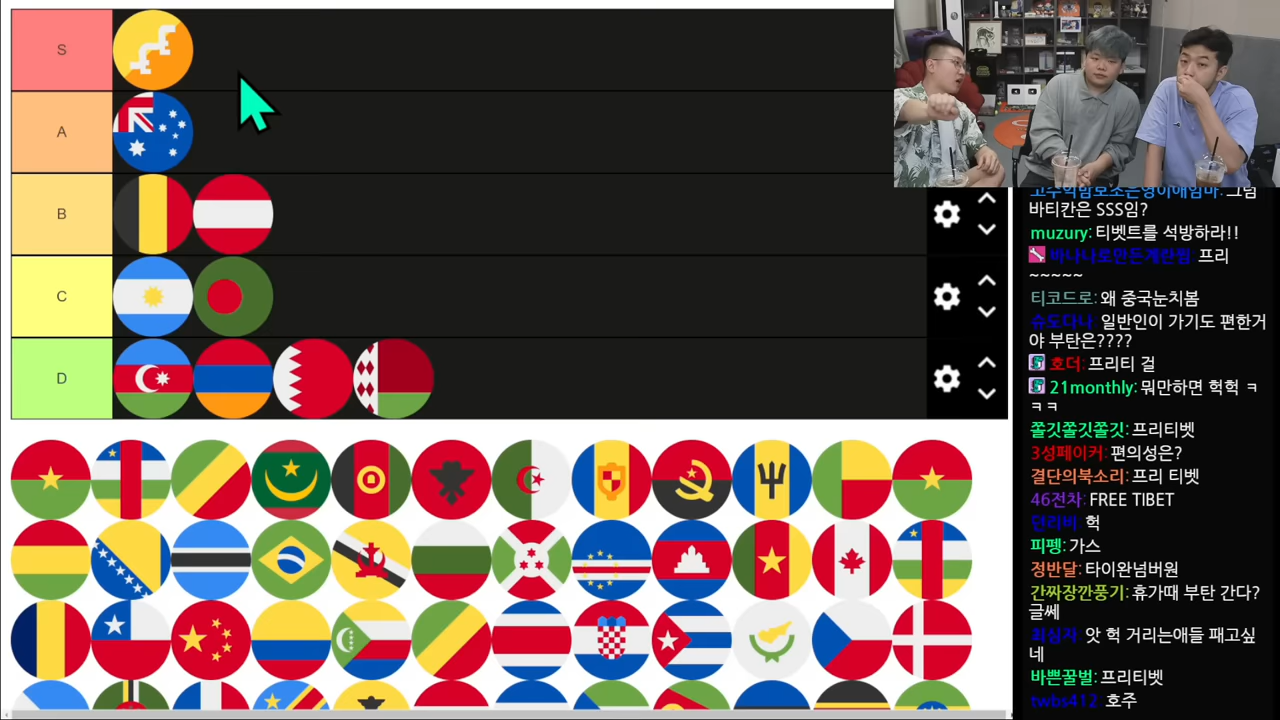 S
A
B
C
D
그럼
바티칸은 SSS임?
muzury: 티벳트를 석방하라!!
바나나로만든계란찜 프리
~~~~~
티코드로: 왜 중국눈치봄
슈도다나: 일반인이 가기도 편한거
야 부탄은????
호더: 프리티 걸
21monthly: 뭐만하면 헉헉 ㅋ
ㅋㅋ
쫄깃쫄깃쫄깃: 프리티벳
3성페이커: 편의성은?
결단의북소리: 프리 티벳
46전차: FREE TIBET
던리비 헉
피펭: 가스
정반달: 타이완넘버원
간짜장깐풍기: 휴가때 부탄 간다?
글쎄
최심자 앗 헉 거리는애들 패고싶
네
바쁜꿀벌: 프리티벳
twbs412 호주